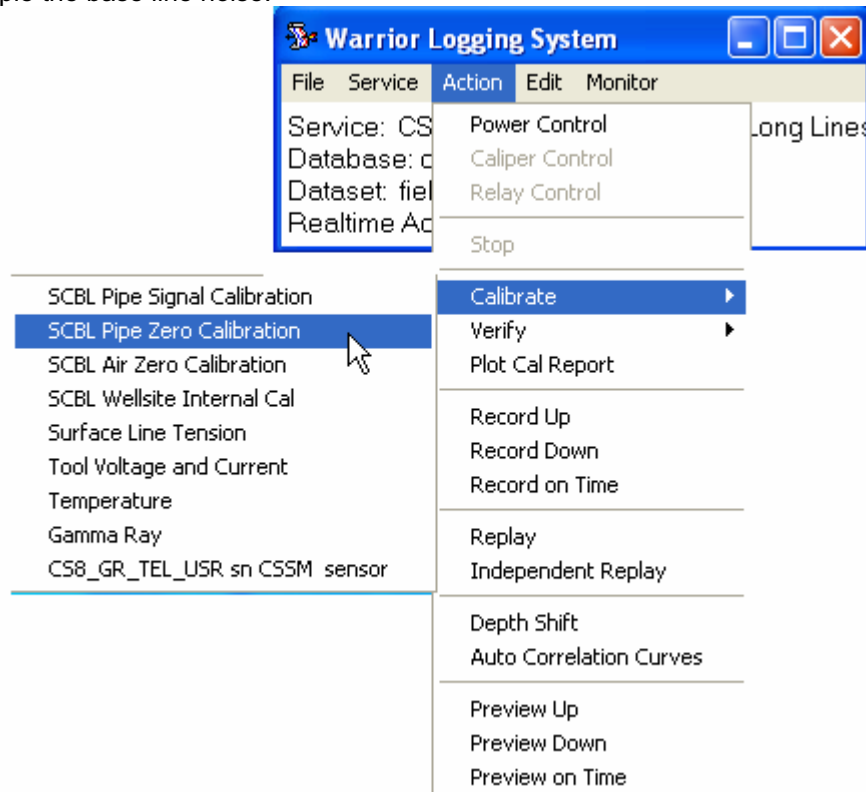 the base line noise.
Warrior Logging System
File Service Action Edit Monitor
Service: CS Long Lines
Database:
Dataset:
Realtime
Power Control
Caliper Control
Relay Control
Stop
Calibrate
Verify
Plot Cal Report
Record Up
Record Down
Record on Time
Replay
Independent Replay
Depth Shift
Auto Correlation Curves
Preview Up
Preview Down
Preview on Time
SCBL Pipe Signal Calibration
SCBL Pipe Zero Calibration
SCBL Air Zero Calibration
SCBL Wellsite Internal Cal
Surface Line Tension
Tool Voltage and Current
Temperature
Gamma Ray
CS8_GR_TEL_USR sn CSSM sensor